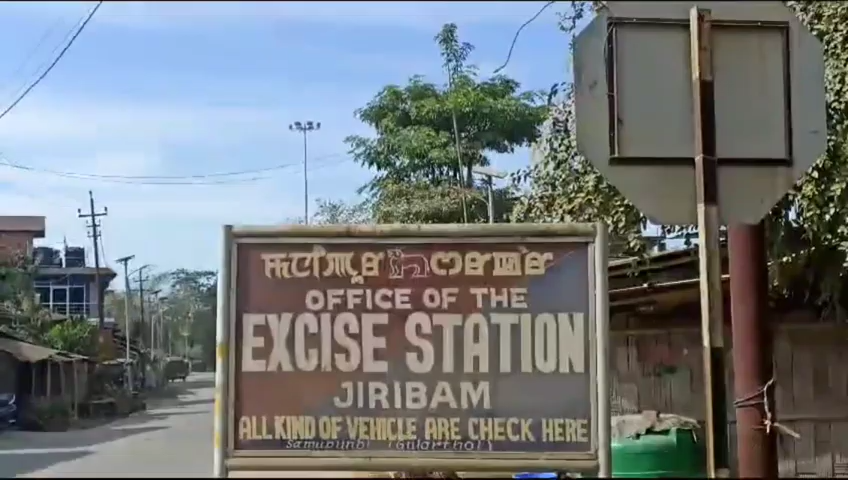 OFFICE OF THE
EXCISE STATION
JIRIBAM
ALL KIND OF VEHICLE ARE CHECK HERE